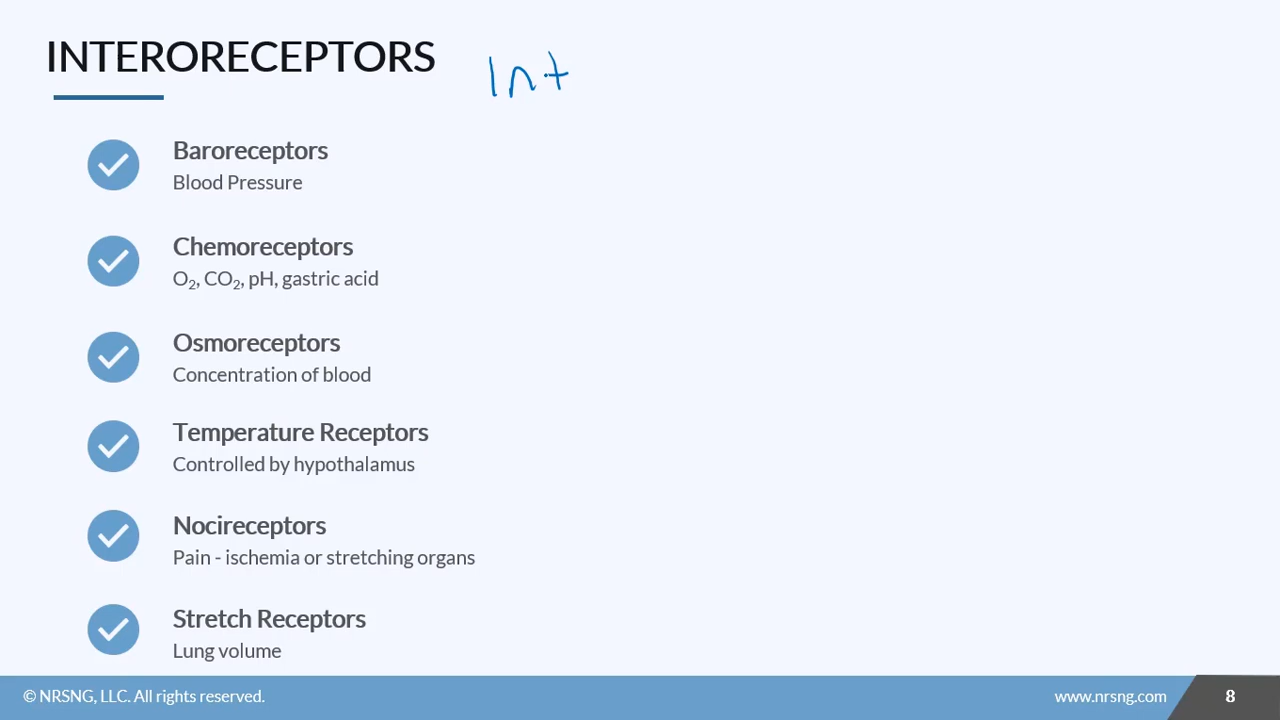 INTERORECEPTORS
Int
Baroreceptors
Blood Pressure
Chemoreceptors
O₂, CO₂, pH, gastric acid
Osmoreceptors
Concentration of blood
Temperature Receptors
Controlled by hypothalamus
Nocireceptors
Pain - ischemia or stretching organs
Stretch Receptors
Lung volume
© NRSNG, LLC. All rights reserved.
www.nrsng.com
8